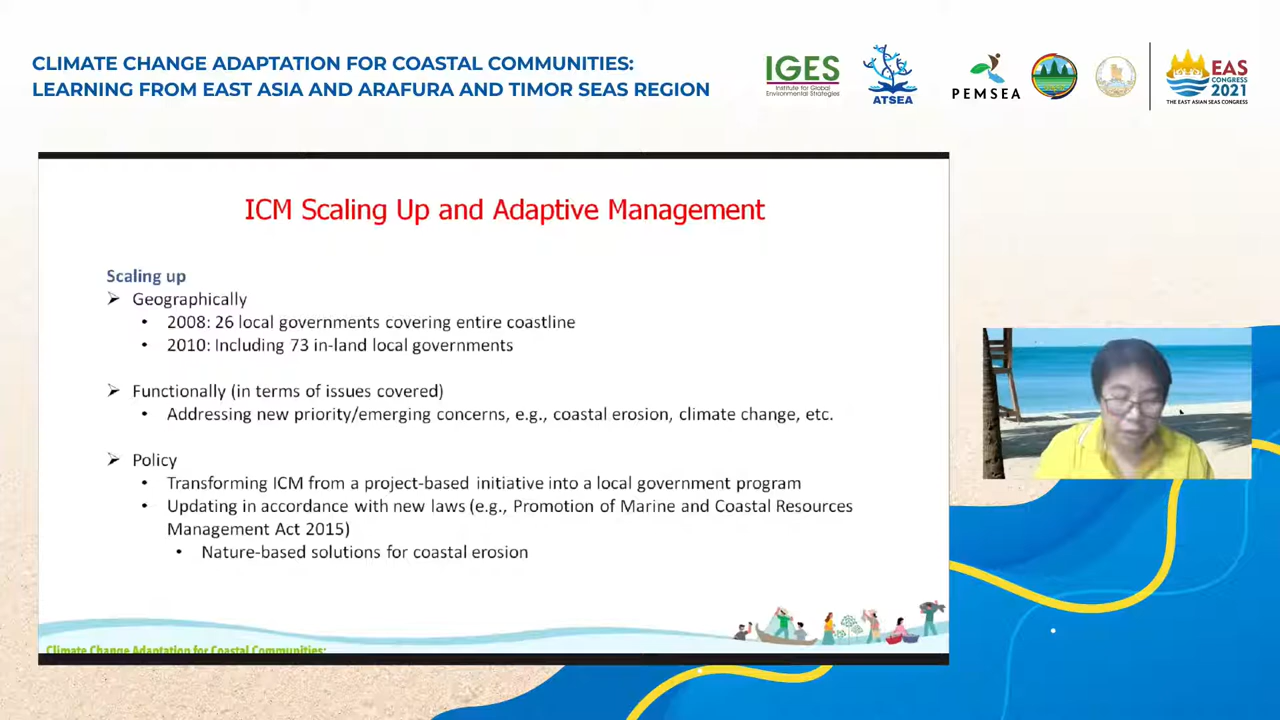 CLIMATE CHANGE ADAPTATION FOR COASTAL COMMUNITIES:
LEARNING FROM EAST ASIA AND ARAFURA AND TIMOR SEAS REGION
IGES
Institute for Global
Environmental Strategies
ATSEA
PEMSEA
EAS
CONGRESS
2021
THE EAST ASIAN SEAS CONGRESS
ICM Scaling Up and Adaptive Management
Scaling up
➢ Geographically
• 2008: 26 local governments covering entire coastline
• 2010: Including 73 in-land local governments
➢ Functionally (in terms of issues covered)
• Addressing new priority/emerging concerns, e.g., coastal erosion, climate change, etc.
➢ Policy
• Transforming ICM from a project-based initiative into a local government program
• Updating in accordance with new laws (e.g., Promotion of Marine and Coastal Resources
Management Act 2015)
• Nature-based solutions for coastal erosion
Climate Change Adaptation for Coastal Communities: